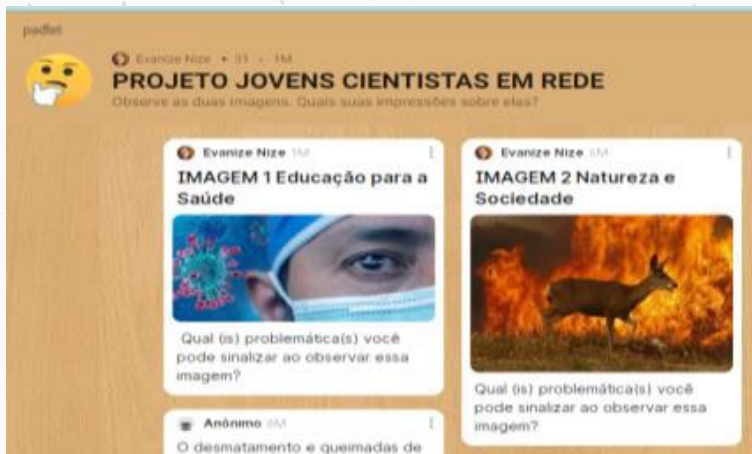 padlet
Evanize Nize • 31 • 1M
PROJETO JOVENS CIENTISTAS EM REDE
Observe as duas imagens. Quais suas impressões sobre elas?
Evanize Nize 1M
IMAGEM 1 Educação para a
Saúde
Qual (is) problemática(s) você
pode sinalizar ao observar essa
imagem?
Anônimo 6M
O desmatamento e queimadas de
Evanize Nize 6M
IMAGEM 2 Natureza e
Sociedade
Qual (is) problemática(s) você
pode sinalizar ao observar essa
imagem?